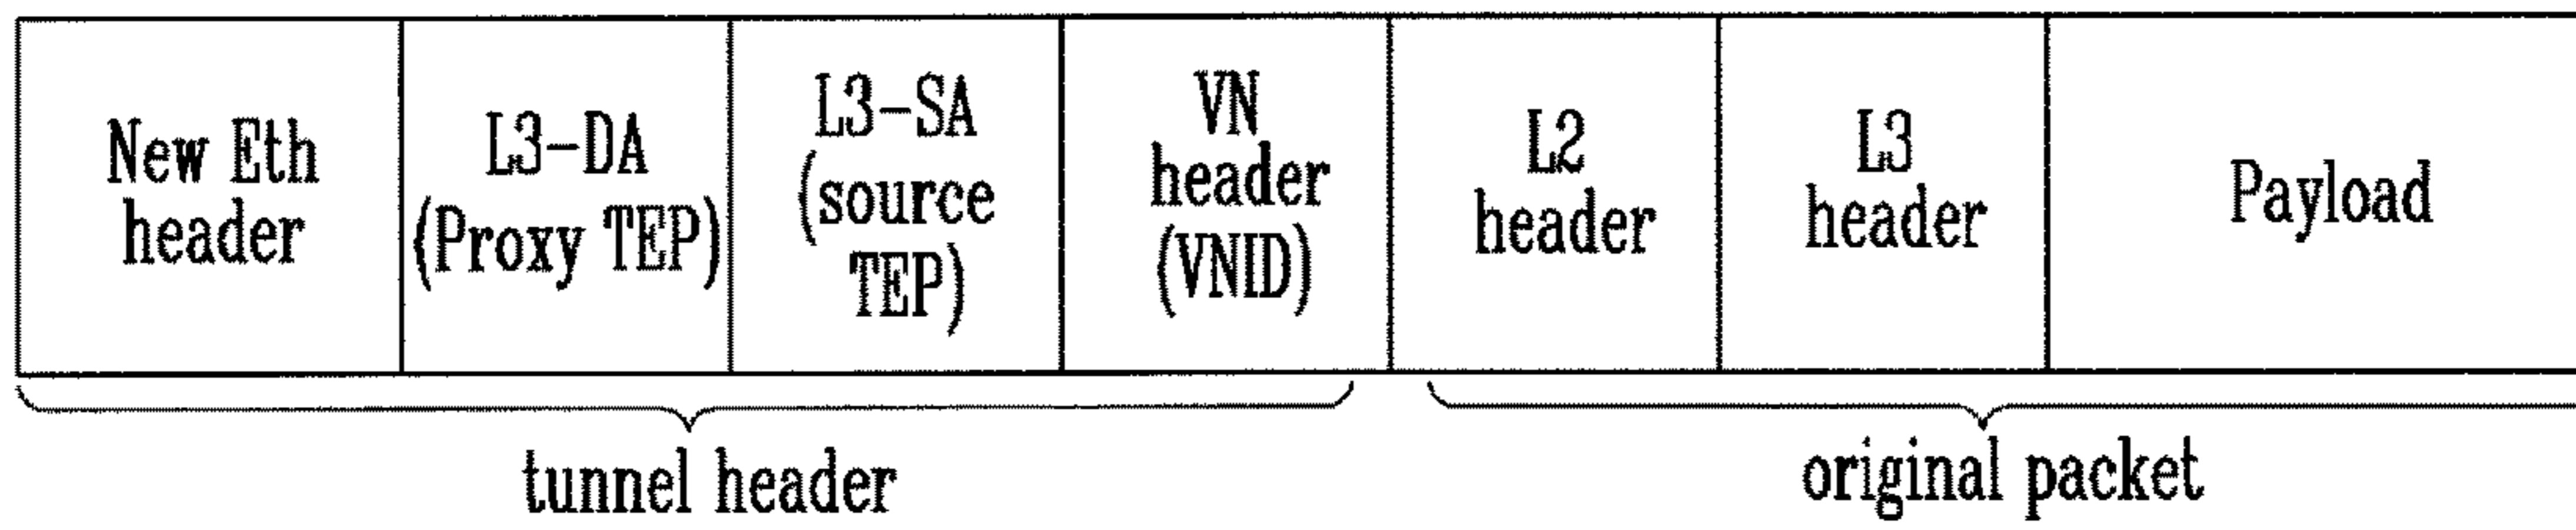 New Eth
header
L3-DA
(Proxy TEP)
L3-SA
(source
TEP)
VN
header
(VNID)
L2
header
L3
header
Payload
tunnel header
original packet